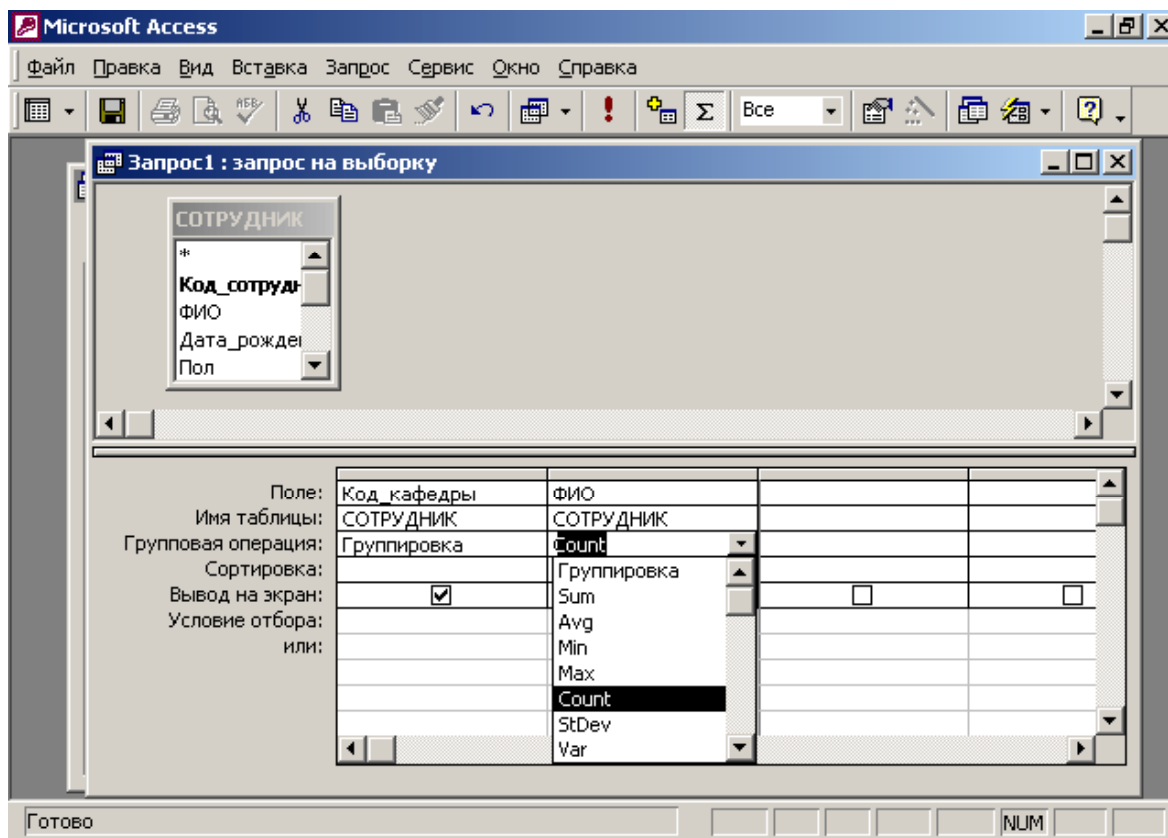 Microsoft Access
Файл Правка Вид Вставка Запрос Сервис Окно Справка
АБВ Σ Все
Запрос1 : запрос на выборку
СОТРУДНИК
*
Код_сотрудн
ФИО
Дата_рожде
Пол
Поле: Код_кафедры ФИО
Имя таблицы: СОТРУДНИК СОТРУДНИК
Групповая операция: Группировка Count
Сортировка: Группировка
Вывод на экран: Sum
Условие отбора: Avg
или: Min
Max
Count
StDev
Var
Готово NUM